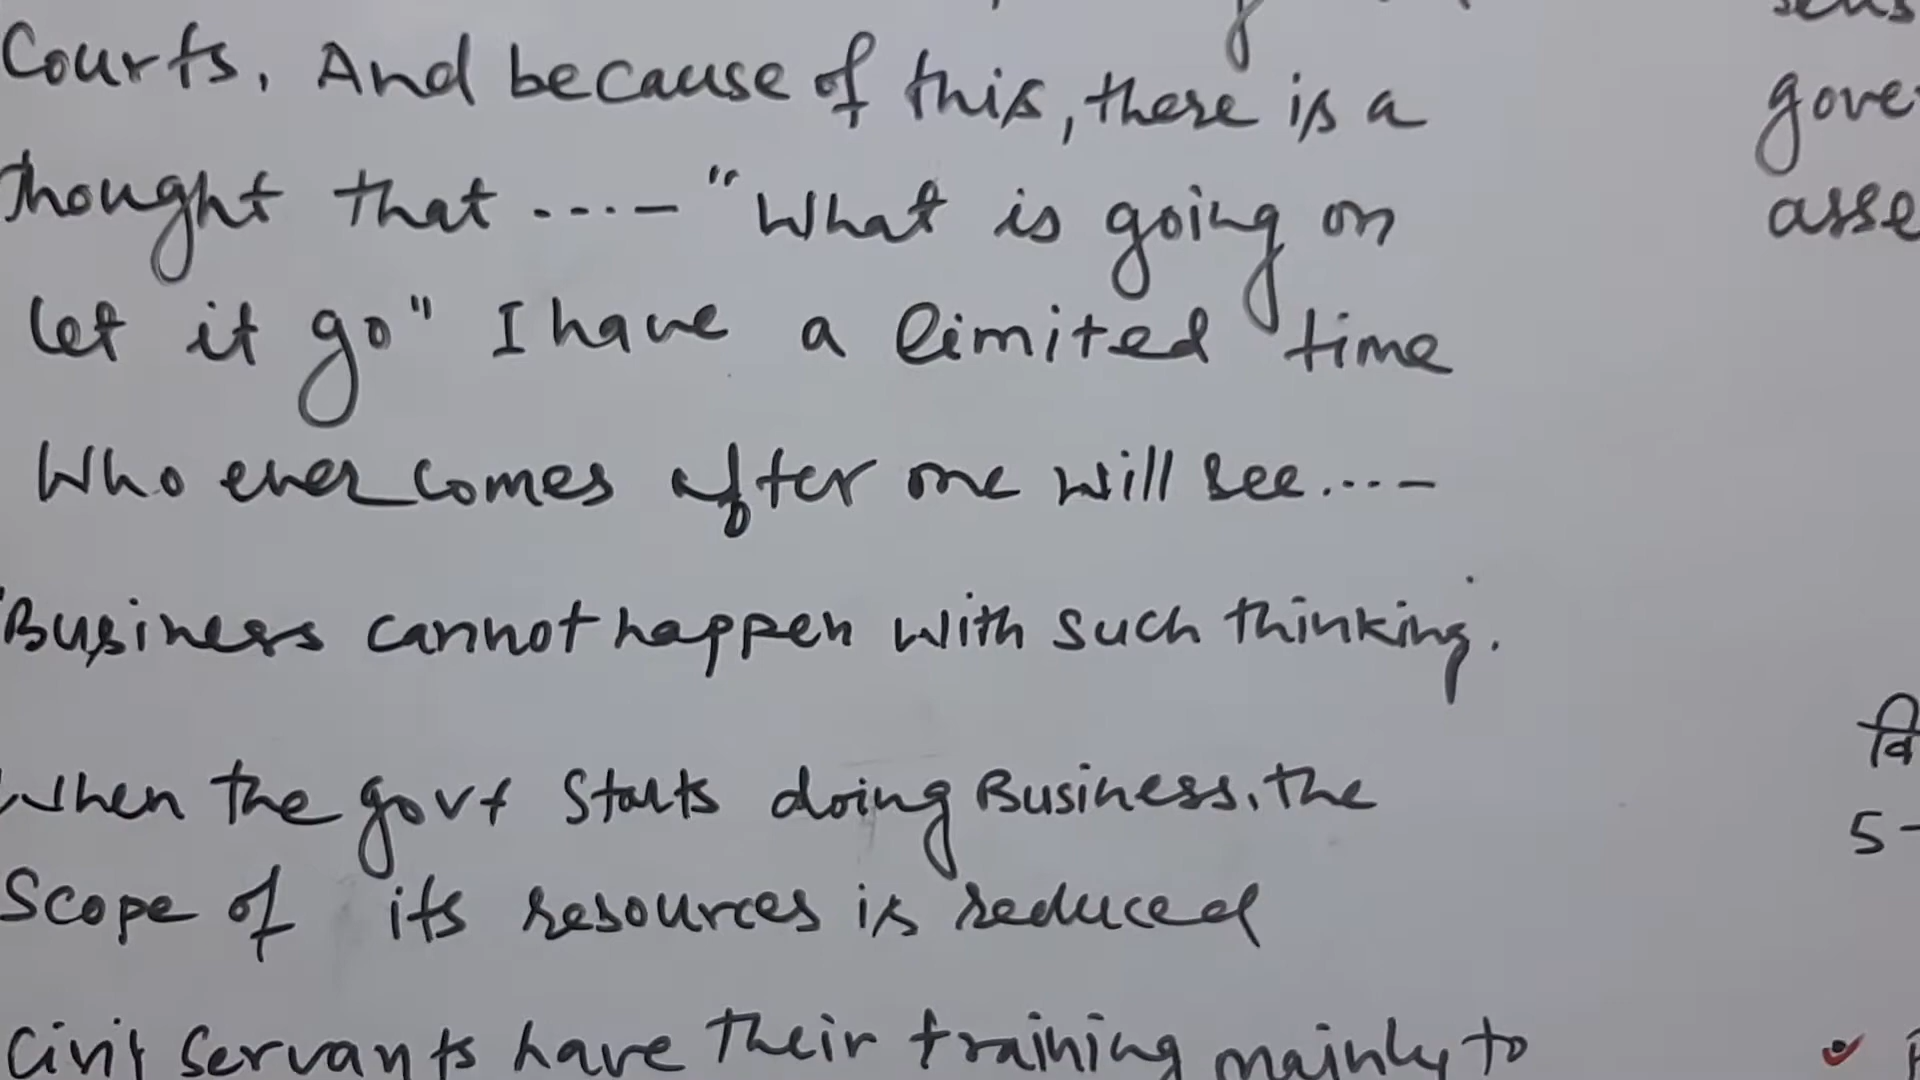 Courts. And because of this, there is a
thought that ....- "What is going on
let it go" I have a limited time
Who ever comes after me will see....-
Business cannot happen with such thinking.
When the govt Starts doing Business, the
Scope of its resources is reduced
Civil Servants have their training mainly to
gove
asse
वि
5-